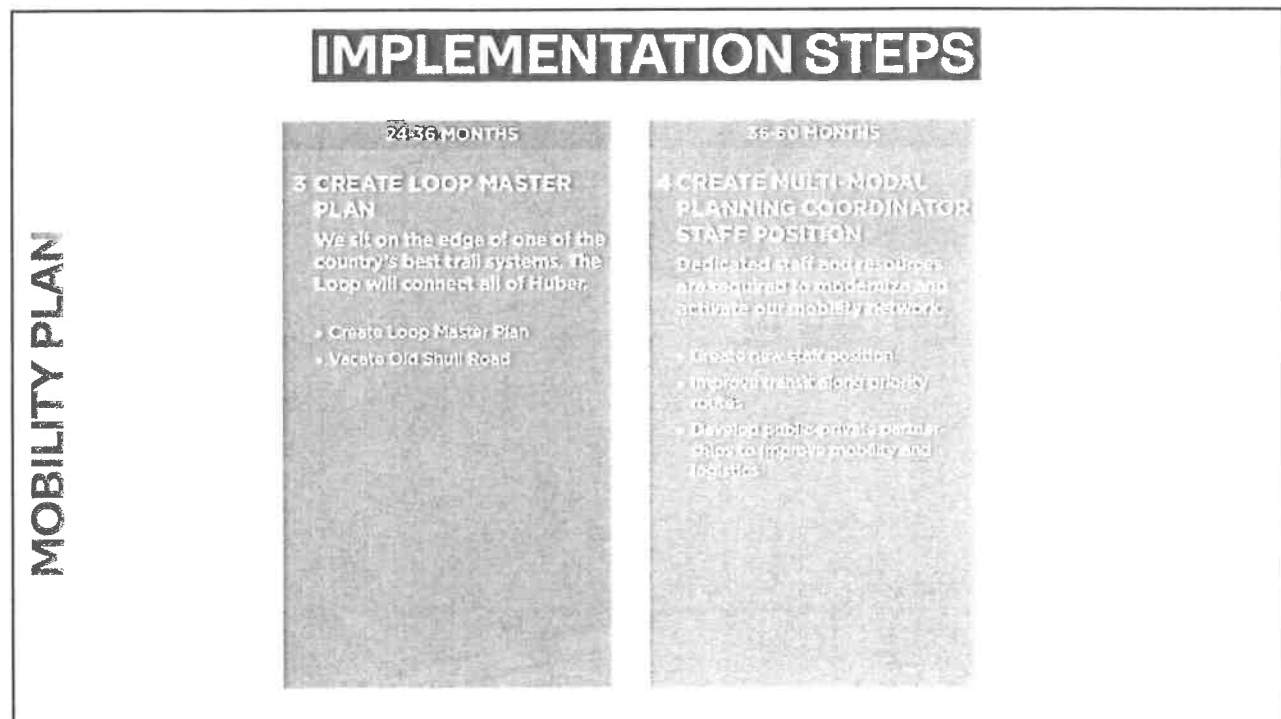 IMPLEMENTATION STEPS
MOBILITY PLAN
24-36 MONTHS
3 CREATE LOOP MASTER
PLAN
We sit on the edge of one of the
country's best trail systems. The
Loop will connect all of Huber.
» Create Loop Master Plan
» Vacate Old Shull Road
36-60 MONTHS
4 CREATE MULTI-MODAL
PLANNING COORDINATOR
STAFF POSITION
Dedicated staff and resources
are required to modernize and
activate our mobility network.
» Create new staff position
» Improve transit along priority
routes
» Develop public-private partner-
ships to improve mobility and
logistics